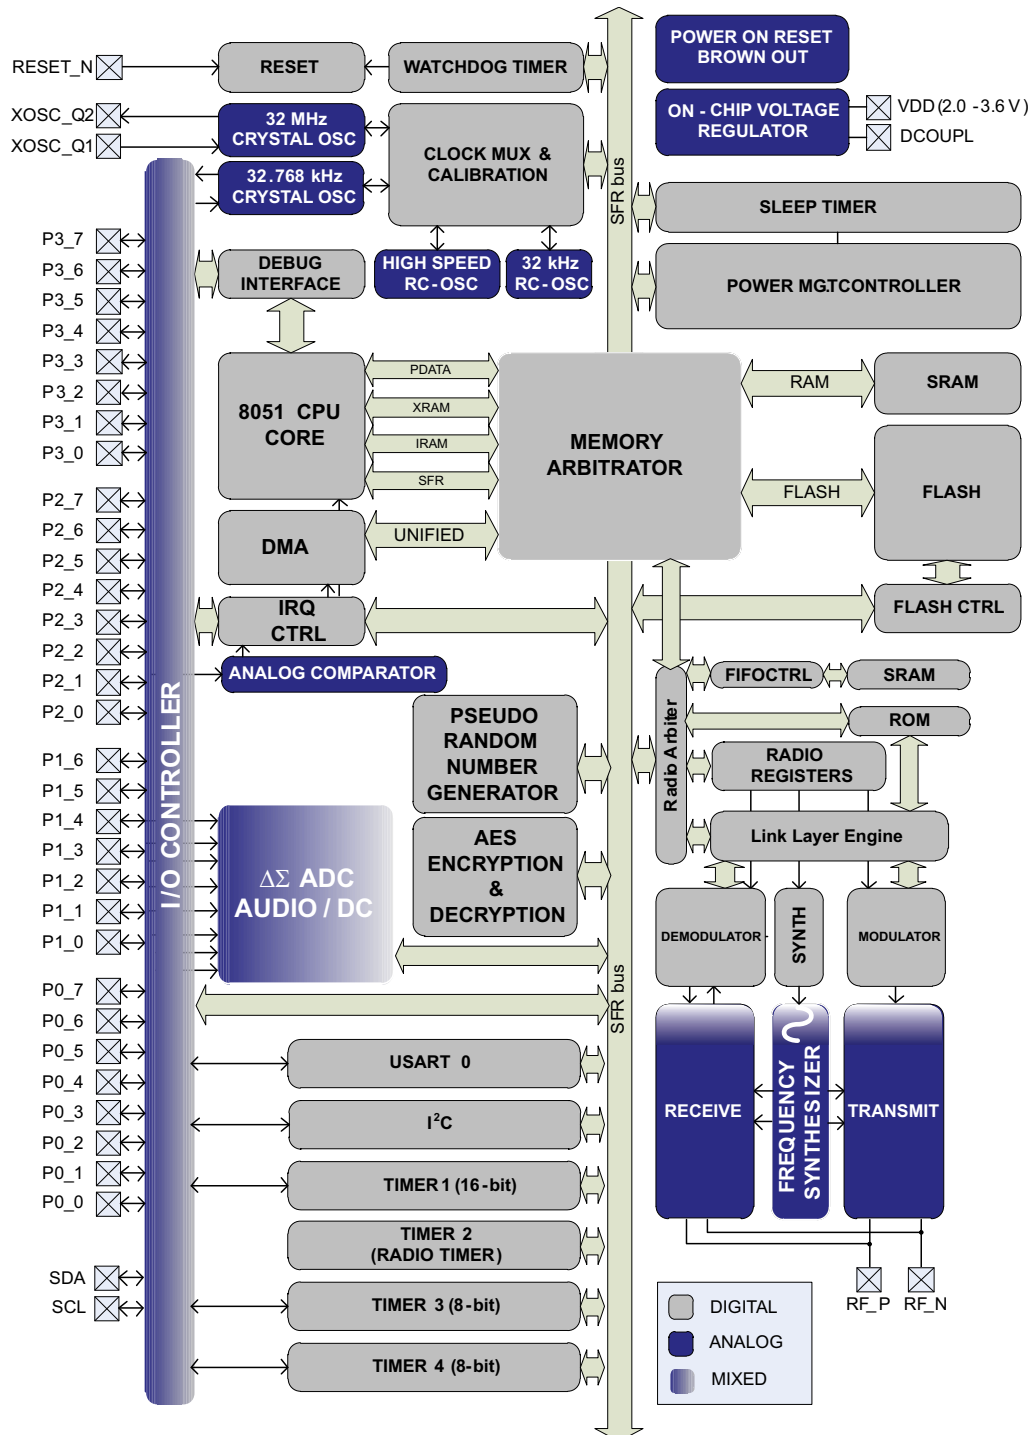 POWER ON RESET
BROWN OUT
RESET_N
RESET
WATCHDOG TIMER
ON - CHIP VOLTAGE
REGULATOR
VDD (2.0 - 3.6 V)
DCOUPL
XOSC_Q2
XOSC_Q1
32 MHz
CRYSTAL OSC
32.768 kHz
CRYSTAL OSC
CLOCK MUX &
CALIBRATION
SFR bus
SLEEP TIMER
HIGH SPEED
RC-OSC
32 kHz
RC-OSC
POWER MGT.CONTROLLER
DEBUG
INTERFACE
P3_7
P3_6
P3_5
P3_4
P3_3
P3_2
P3_1
P3_0
8051 CPU
CORE
PDATA
XRAM
IRAM
SFR
MEMORY
ARBITRATOR
RAM
SRAM
FLASH
FLASH
P2_7
P2_6
P2_5
P2_4
P2_3
P2_2
P2_1
P2_0
DMA
UNIFIED
IRQ
CTRL
FLASH CTRL
ANALOG COMPARATOR
I/O CONTROLLER
Radio Arbiter
FIFOCTRL
SRAM
ROM
RADIO
REGISTERS
Link Layer Engine
PSEUDO
RANDOM
NUMBER
GENERATOR
P1_6
P1_5
P1_4
P1_3
P1_2
P1_1
P1_0
ΔΣ ADC
AUDIO / DC
AES
ENCRYPTION
&
DECRYPTION
DEMODULATOR
SYNTH
MODULATOR
SFR bus
P0_7
P0_6
P0_5
P0_4
P0_3
P0_2
P0_1
P0_0
USART 0
I²C
TIMER 1 (16-bit)
TIMER 2
(RADIO TIMER)
TIMER 3 (8-bit)
TIMER 4 (8-bit)
RECEIVE
FREQUENCY
SYNTHESIZER
TRANSMIT
SDA
SCL
RF_P
RF_N
DIGITAL
ANALOG
MIXED